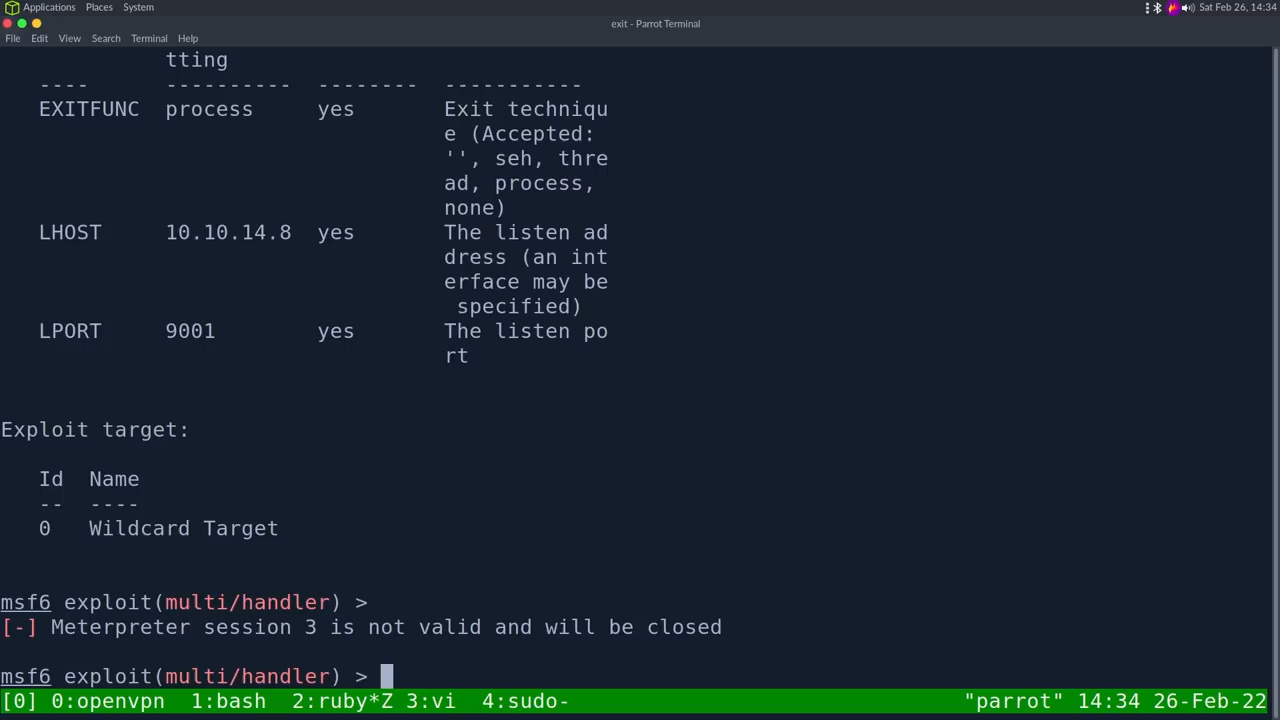 Applications Places System Sat Feb 26, 14:34
exit - Parrot Terminal
File Edit View Search Terminal Help
tting
---- ---------- -------- -----------
EXITFUNC process yes Exit techniqu
e (Accepted:
'', seh, thre
ad, process,
none)
LHOST 10.10.14.8 yes The listen ad
dress (an int
erface may be
specified)
LPORT 9001 yes The listen po
rt
Exploit target:
Id Name
-- ----
0 Wildcard Target
msf6 exploit(multi/handler) >
[-] Meterpreter session 3 is not valid and will be closed
msf6 exploit(multi/handler) >
[0] 0:openvpn 1:bash 2:ruby*Z 3:vi 4:sudo- "parrot" 14:34 26-Feb-22